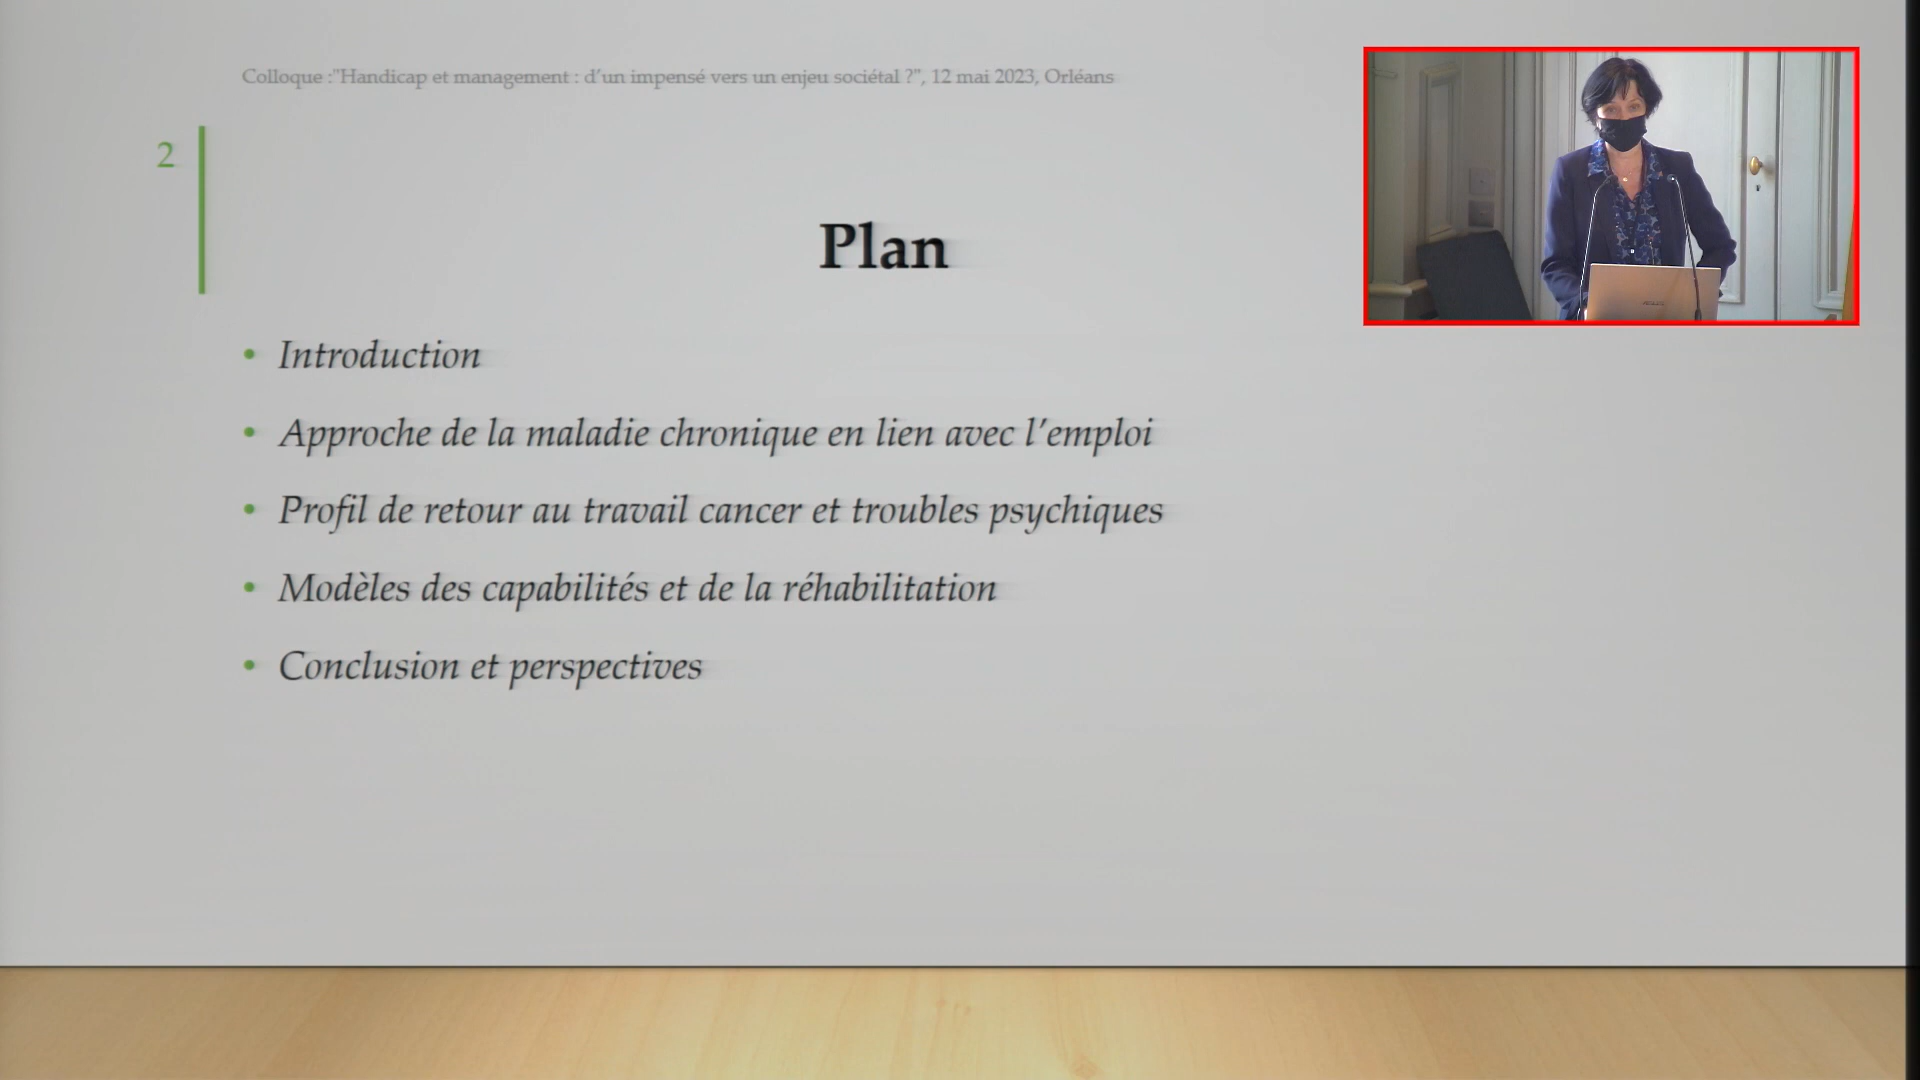 Colloque :"Handicap et management : d'un impensé vers un enjeu sociétal ?", 12 mai 2023, Orléans
2
Plan
• Introduction
• Approche de la maladie chronique en lien avec l'emploi
• Profil de retour au travail cancer et troubles psychiques
• Modèles des capabilités et de la réhabilitation
• Conclusion et perspectives